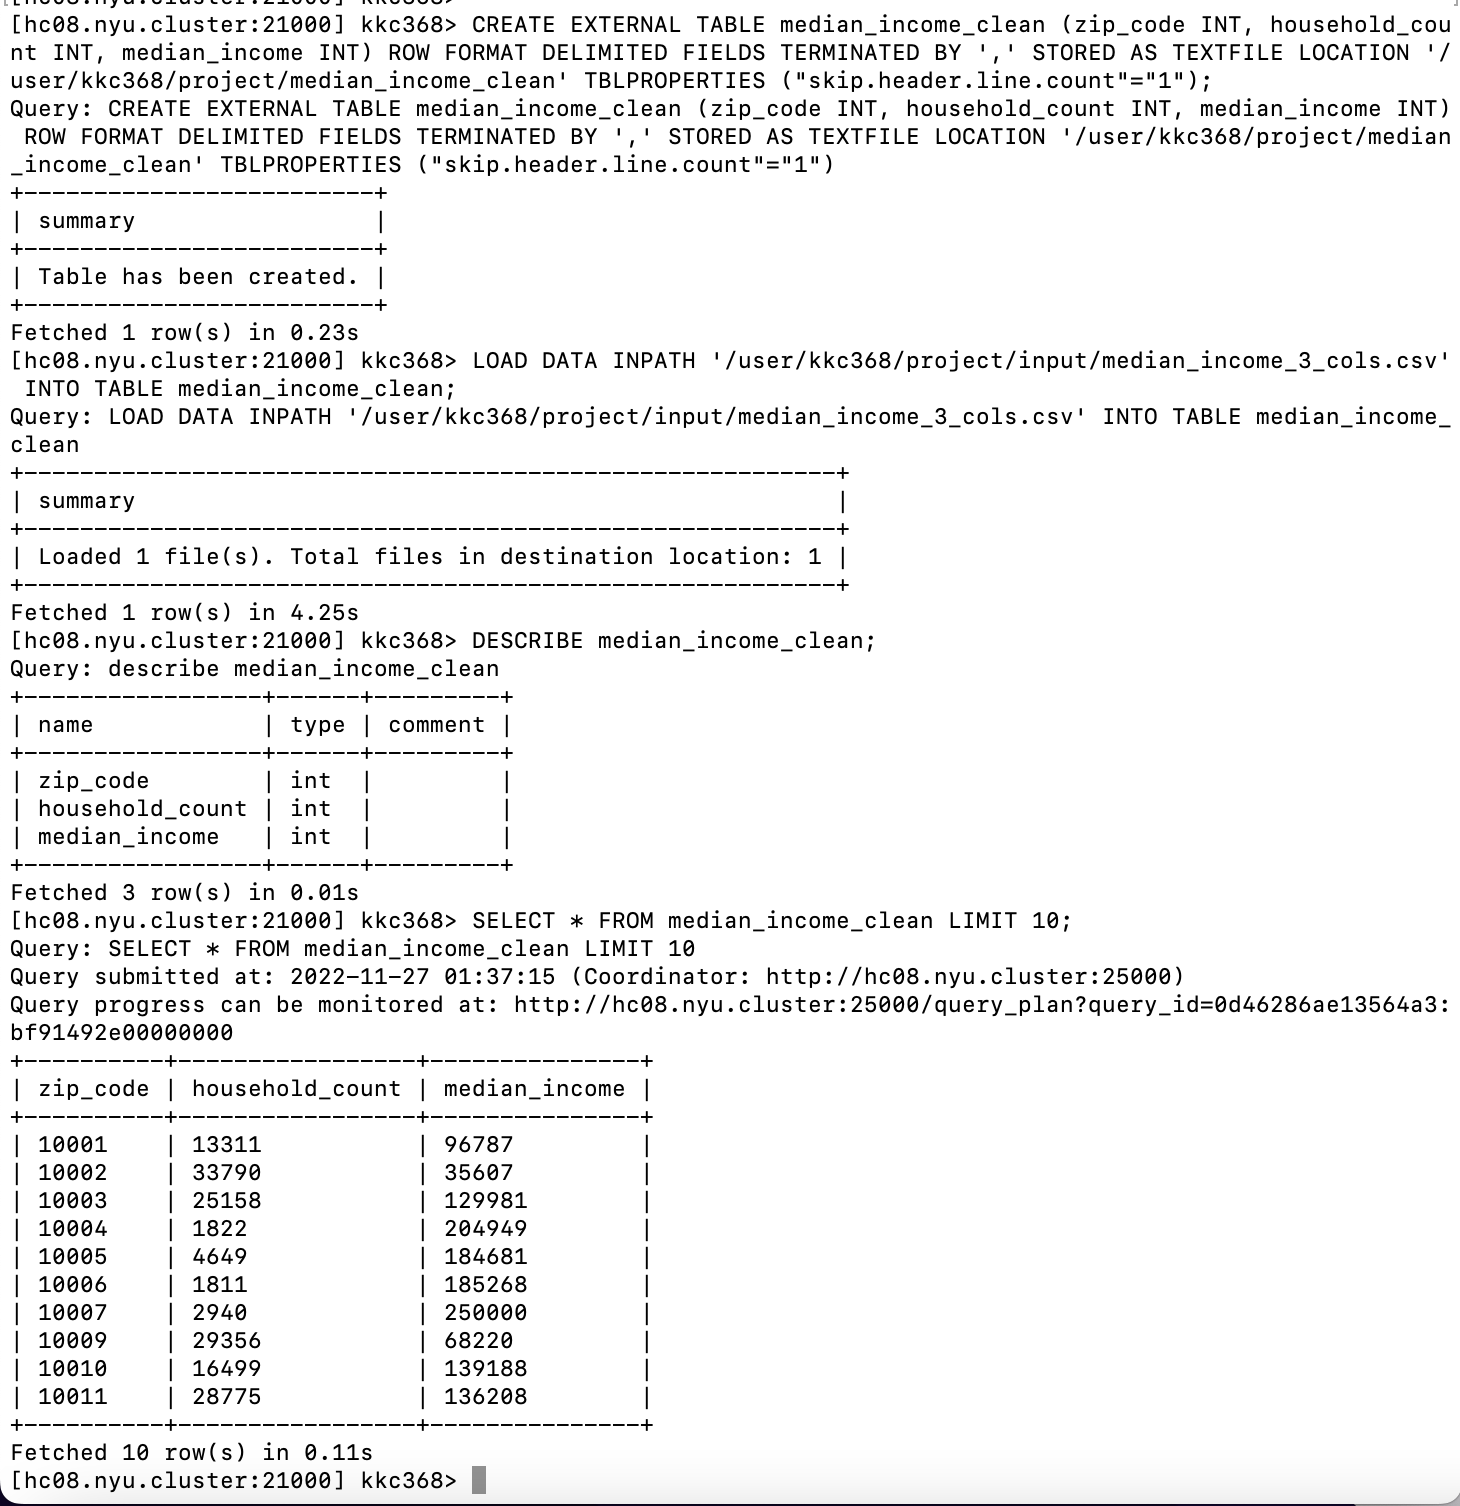 [hc08.nyu.cluster:21000] kkc368>
[hc08.nyu.cluster:21000] kkc368> CREATE EXTERNAL TABLE median_income_clean (zip_code INT, household_cou
nt INT, median_income INT) ROW FORMAT DELIMITED FIELDS TERMINATED BY ',' STORED AS TEXTFILE LOCATION '/
user/kkc368/project/median_income_clean' TBLPROPERTIES ("skip.header.line.count"="1");
Query: CREATE EXTERNAL TABLE median_income_clean (zip_code INT, household_count INT, median_income INT)
 ROW FORMAT DELIMITED FIELDS TERMINATED BY ',' STORED AS TEXTFILE LOCATION '/user/kkc368/project/median
_income_clean' TBLPROPERTIES ("skip.header.line.count"="1")
+-------------------------+
| summary                 |
+-------------------------+
| Table has been created. |
+-------------------------+
Fetched 1 row(s) in 0.23s
[hc08.nyu.cluster:21000] kkc368> LOAD DATA INPATH '/user/kkc368/project/input/median_income_3_cols.csv'
 INTO TABLE median_income_clean;
Query: LOAD DATA INPATH '/user/kkc368/project/input/median_income_3_cols.csv' INTO TABLE median_income_
clean
+----------------------------------------------------------+
| summary                                                  |
+----------------------------------------------------------+
| Loaded 1 file(s). Total files in destination location: 1 |
+----------------------------------------------------------+
Fetched 1 row(s) in 4.25s
[hc08.nyu.cluster:21000] kkc368> DESCRIBE median_income_clean;
Query: describe median_income_clean
+-----------------+------+---------+
| name            | type | comment |
+-----------------+------+---------+
| zip_code        | int  |         |
| household_count | int  |         |
| median_income   | int  |         |
+-----------------+------+---------+
Fetched 3 row(s) in 0.01s
[hc08.nyu.cluster:21000] kkc368> SELECT * FROM median_income_clean LIMIT 10;
Query: SELECT * FROM median_income_clean LIMIT 10
Query submitted at: 2022-11-27 01:37:15 (Coordinator: http://hc08.nyu.cluster:25000)
Query progress can be monitored at: http://hc08.nyu.cluster:25000/query_plan?query_id=0d46286ae13564a3:
bf91492e00000000
+----------+-----------------+---------------+
| zip_code | household_count | median_income |
+----------+-----------------+---------------+
| 10001    | 13311           | 96787         |
| 10002    | 33790           | 35607         |
| 10003    | 25158           | 129981        |
| 10004    | 1822            | 204949        |
| 10005    | 4649            | 184681        |
| 10006    | 1811            | 185268        |
| 10007    | 2940            | 250000        |
| 10009    | 29356           | 68220         |
| 10010    | 16499           | 139188        |
| 10011    | 28775           | 136208        |
+----------+-----------------+---------------+
Fetched 10 row(s) in 0.11s
[hc08.nyu.cluster:21000] kkc368>